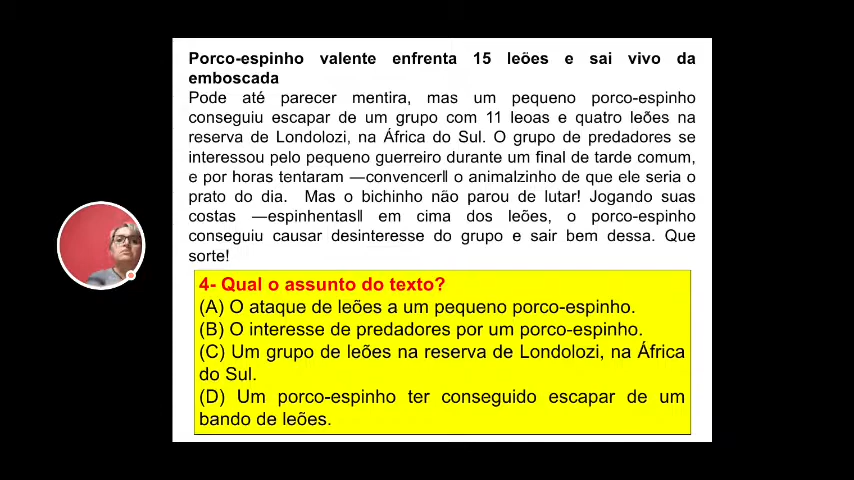 Porco-espinho valente enfrenta 15 leões e sai vivo da
emboscada
Pode até parecer mentira, mas um pequeno porco-espinho
conseguiu escapar de um grupo com 11 leoas e quatro leões na
reserva de Londolozi, na África do Sul. O grupo de predadores se
interessou pelo pequeno guerreiro durante um final de tarde comum,
e por horas tentaram ―convencer‖ o animalzinho de que ele seria o
prato do dia. Mas o bichinho não parou de lutar! Jogando suas
costas ―espinhentas‖ em cima dos leões, o porco-espinho
conseguiu causar desinteresse do grupo e sair bem dessa. Que
sorte!
4- Qual o assunto do texto?
(A) O ataque de leões a um pequeno porco-espinho.
(B) O interesse de predadores por um porco-espinho.
(C) Um grupo de leões na reserva de Londolozi, na África
do Sul.
(D) Um porco-espinho ter conseguido escapar de um
bando de leões.